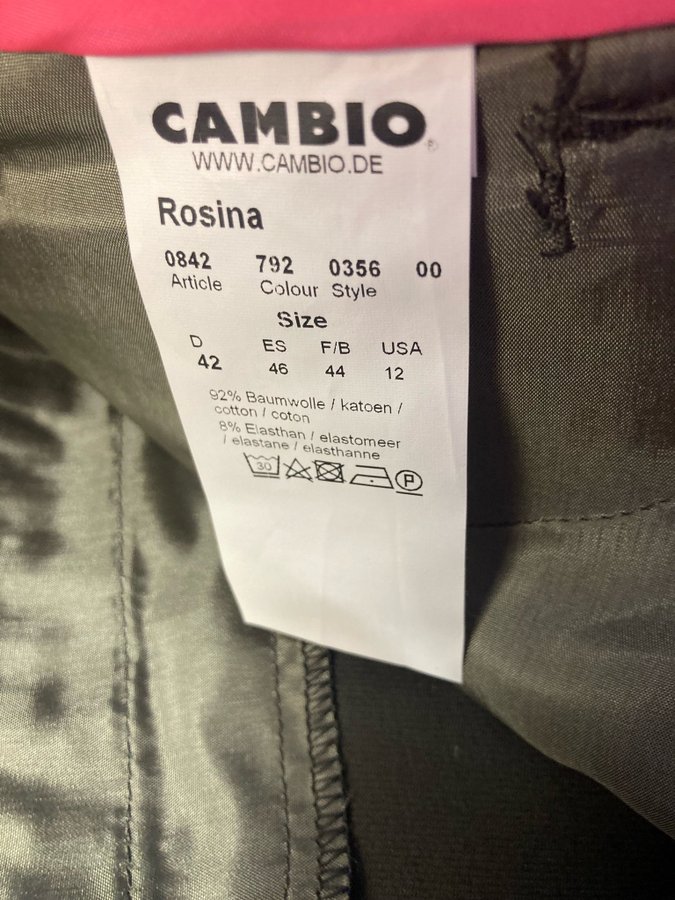 CAMBIO®
WWW.CAMBIO.DE
Rosina
0842 792 0356 00
Article Colour Style
Size
D ES F/B USA
42 46 44 12
92% Baumwolle / katoen /
cotton / coton
8% Elasthan / elastomeer
/ elastane / elasthanne
30 P